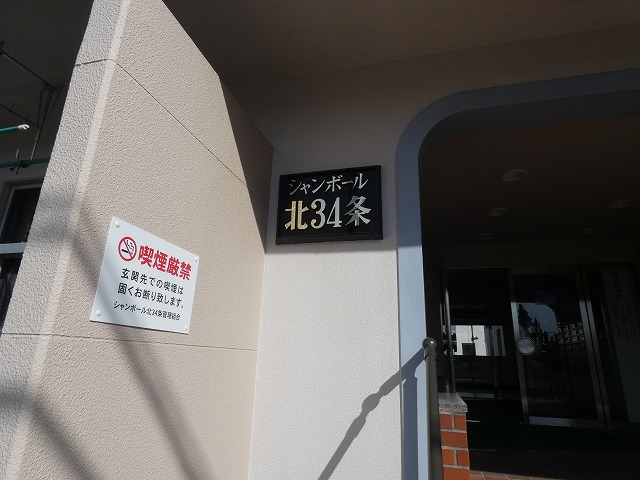 シャンボール
北34条
喫煙厳禁
玄関先での喫煙は
固くお断り致します。
シャンボール北34条管理組合